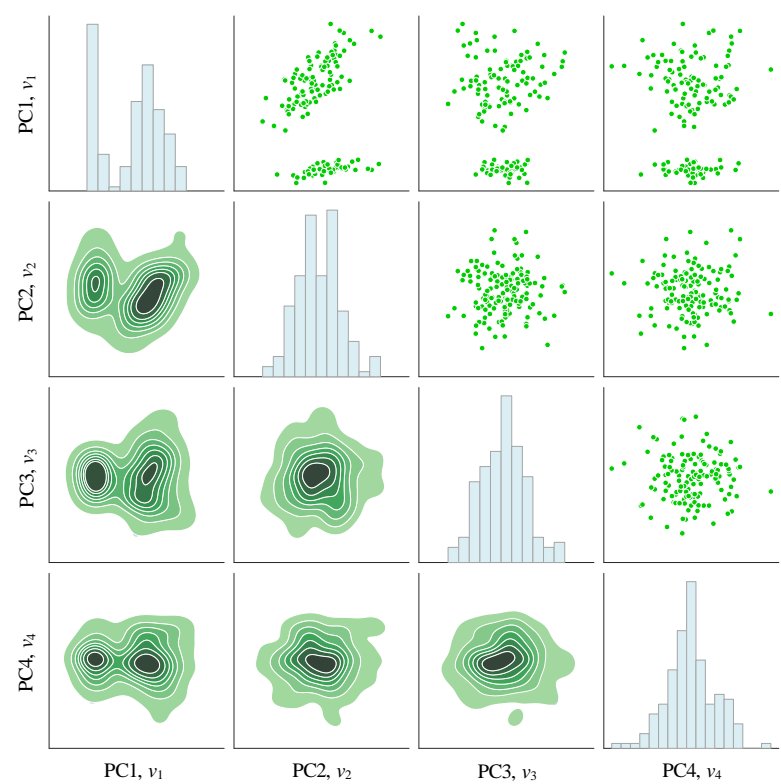 PC1, v₁
PC2, v₂
PC3, v₃
PC4, v₄
PC1, v₁
PC2, v₂
PC3, v₃
PC4, v₄